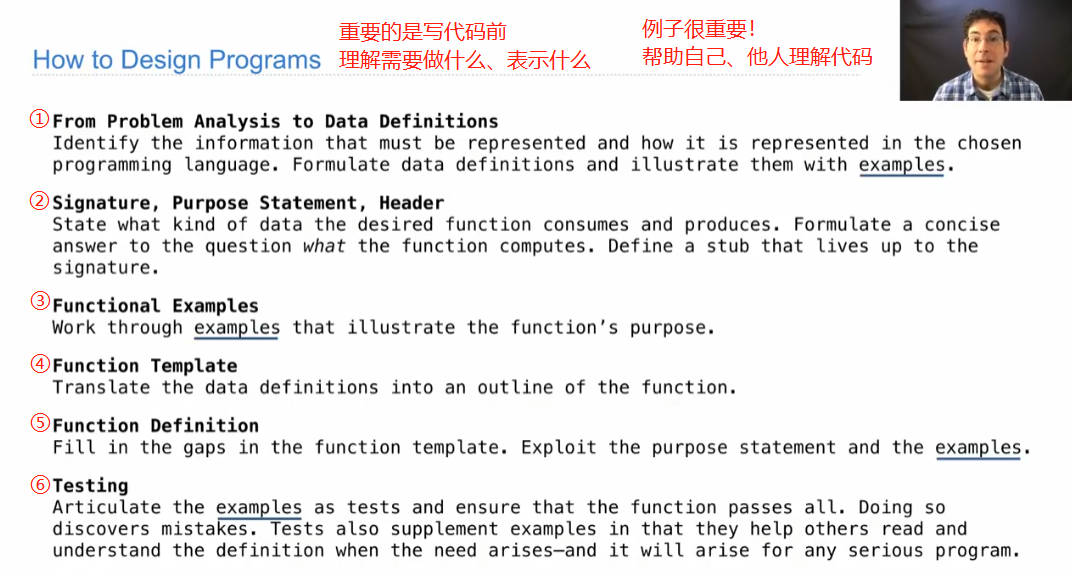 How to Design Programs
重要的是写代码前
理解需要做什么、表示什么
例子很重要!
帮助自己、他人理解代码
①From Problem Analysis to Data Definitions
Identify the information that must be represented and how it is represented in the chosen
programming language. Formulate data definitions and illustrate them with examples.
②Signature, Purpose Statement, Header
State what kind of data the desired function consumes and produces. Formulate a concise
answer to the question what the function computes. Define a stub that lives up to the
signature.
③Functional Examples
Work through examples that illustrate the function's purpose.
④Function Template
Translate the data definitions into an outline of the function.
⑤Function Definition
Fill in the gaps in the function template. Exploit the purpose statement and the examples.
⑥Testing
Articulate the examples as tests and ensure that the function passes all. Doing so
discovers mistakes. Tests also supplement examples in that they help others read and
understand the definition when the need arises—and it will arise for any serious program.